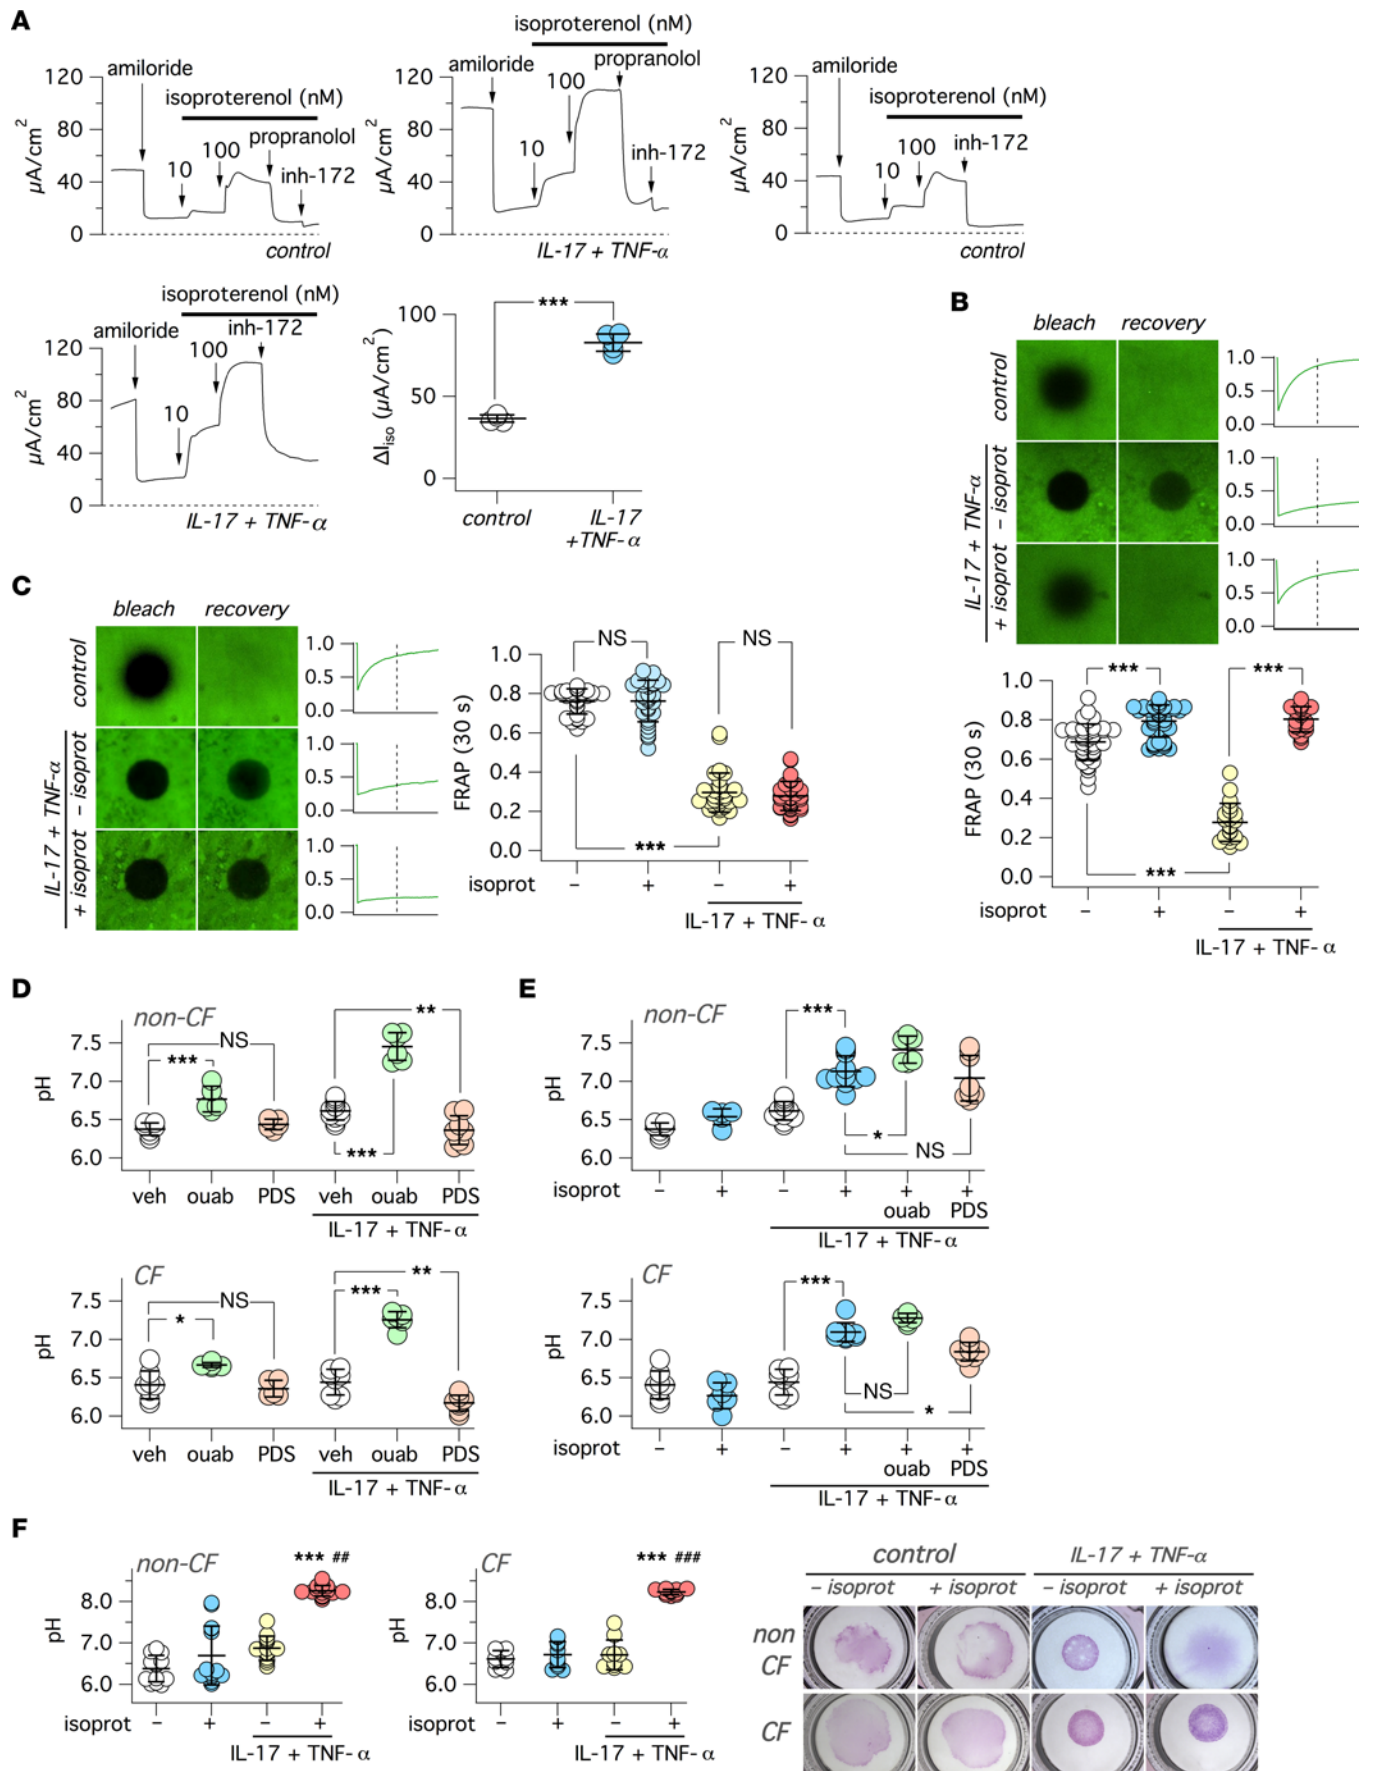 A
isoproterenol (nM)
amiloride
isoproterenol (nM)
10
100
propranolol
inh-172
120
80
40
0
µA/cm²
control
amiloride
100
propranolol
10
inh-172
120
80
40
0
µA/cm²
IL-17 + TNF-α
amiloride
isoproterenol (nM)
100
10
inh-172
120
80
40
0
µA/cm²
control
isoproterenol (nM)
amiloride
inh-172
100
10
120
80
40
0
µA/cm²
IL-17 + TNF-α
100
50
0
ΔIiso (µA/cm²)
***
control
IL-17
+TNF-α
B
bleach recovery
control
IL-17 + TNF-α
– isoprot
+ isoprot
1.0
0.5
0.0
1.0
0.5
0.0
1.0
0.5
0.0
*** ***
1.0
0.8
0.6
0.4
0.2
0.0
FRAP (30 s)
***
isoprot – + – +
IL-17 + TNF-α
C
bleach recovery
control
IL-17 + TNF-α
– isoprot
+ isoprot
1.0
0.5
0.0
1.0
0.5
0.0
1.0
0.5
0.0
NS NS
1.0
0.8
0.6
0.4
0.2
0.0
FRAP (30 s)
***
isoprot – + – +
IL-17 + TNF-α
D
non-CF
NS
***
**
***
7.5
7.0
6.5
6.0
pH
veh ouab PDS veh ouab PDS
IL-17 + TNF-α
CF
NS
*
**
***
7.5
7.0
6.5
6.0
pH
veh ouab PDS veh ouab PDS
IL-17 + TNF-α
E
non-CF
***
*
NS
7.5
7.0
6.5
6.0
pH
isoprot – + – + + +
ouab PDS
IL-17 + TNF-α
CF
***
NS
*
7.5
7.0
6.5
6.0
pH
isoprot – + – + + +
ouab PDS
IL-17 + TNF-α
F
non-CF
*** ##
8.0
7.0
6.0
pH
isoprot – + – +
IL-17 + TNF-α
CF
*** ###
8.0
7.0
6.0
pH
isoprot – + – +
IL-17 + TNF-α
control IL-17 + TNF-α
– isoprot + isoprot – isoprot + isoprot
non
CF
CF